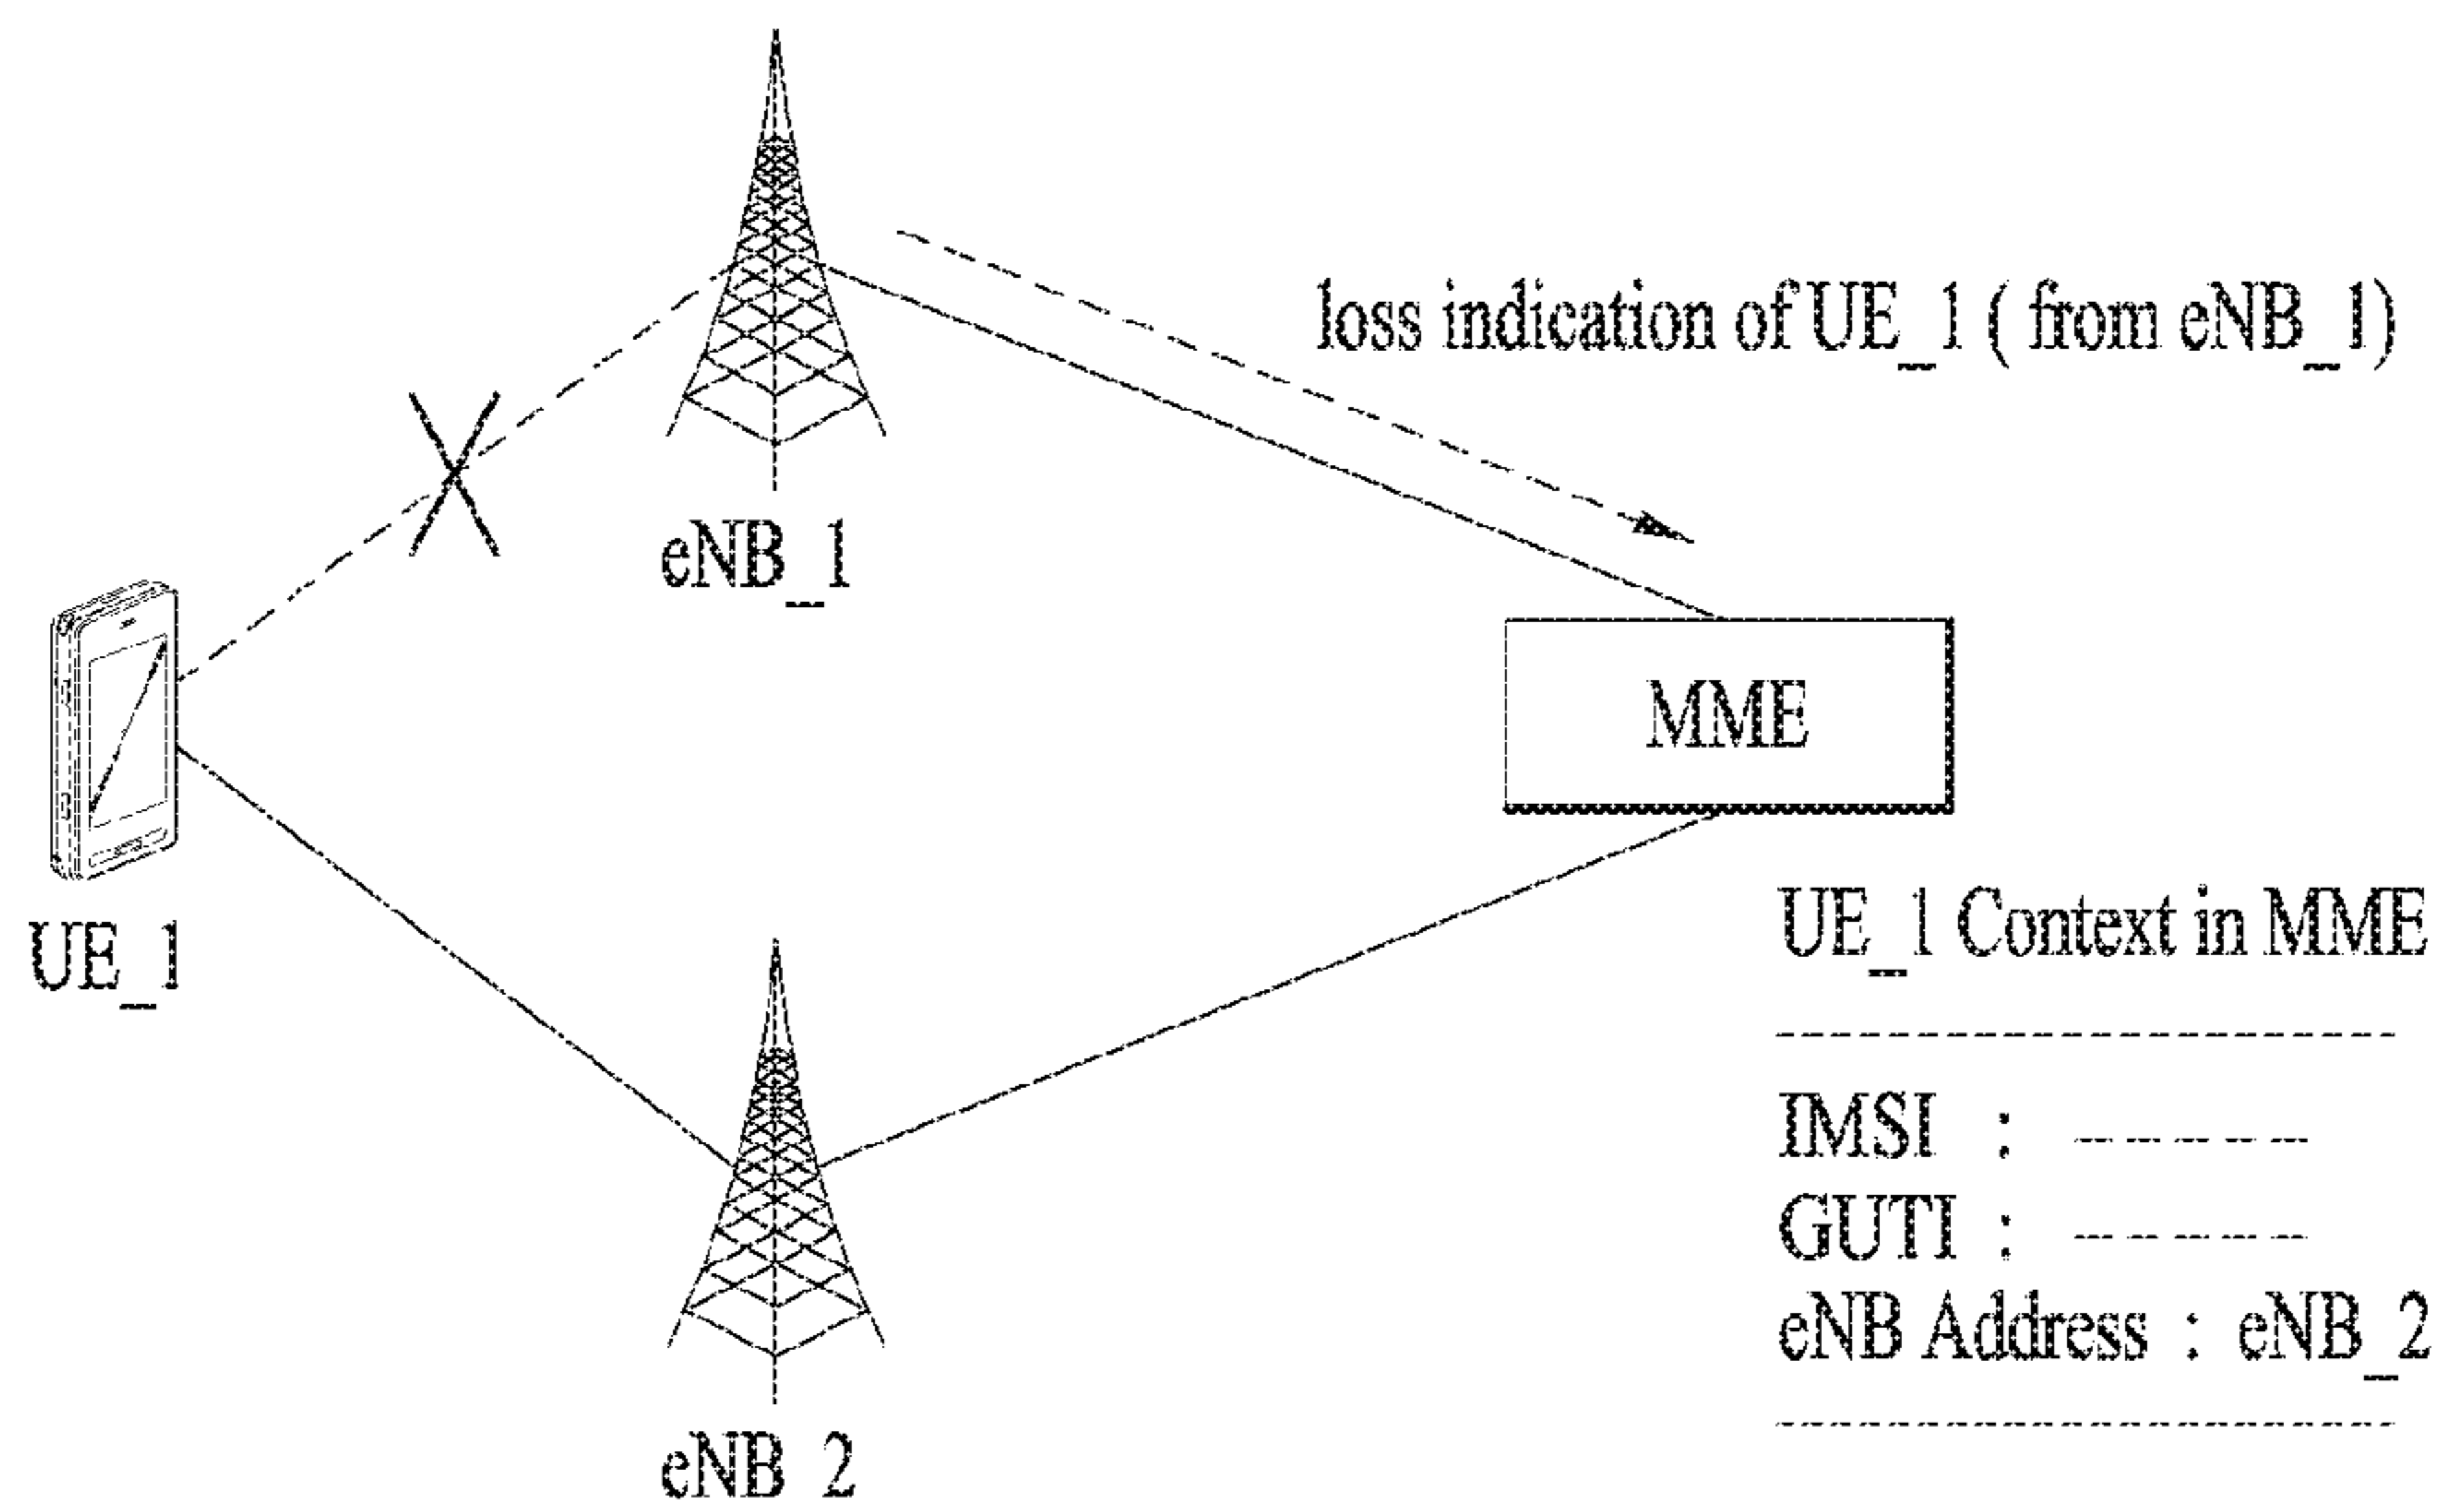 loss indication of UE_1 ( from eNB_1)
eNB_1
MME
UE_1
UE_1 Context in MME
IMSI :
GUTI :
eNB Address : eNB_2
eNB_2